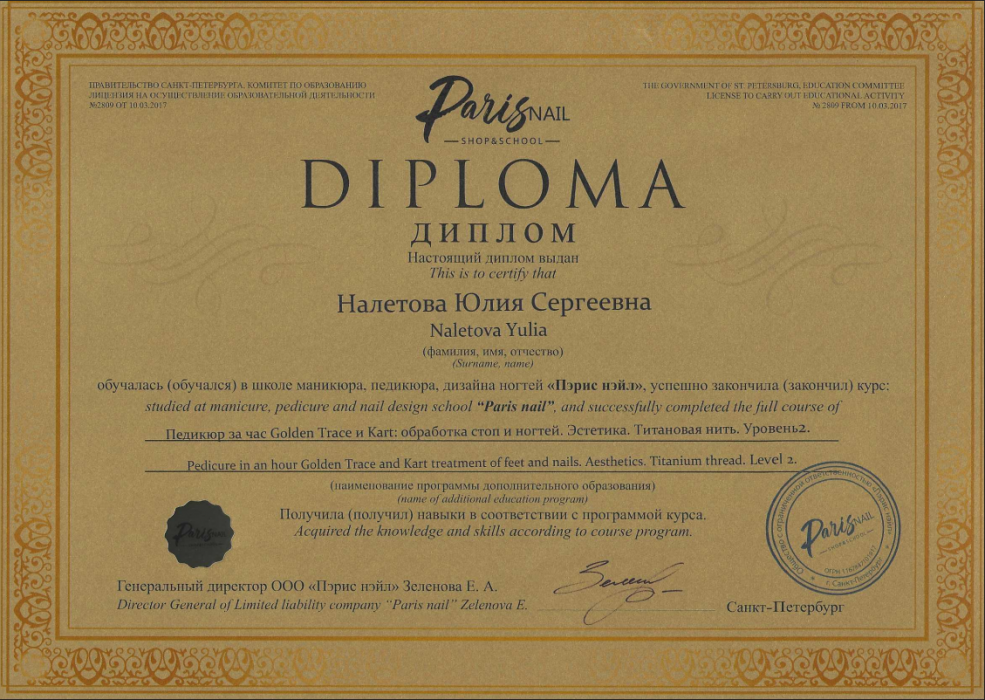 ПРАВИТЕЛЬСТВО САНКТ-ПЕТЕРБУРГА. КОМИТЕТ ПО ОБРАЗОВАНИЮ
ЛИЦЕНЗИЯ НА ОСУЩЕСТВЛЕНИЕ ОБРАЗОВАТЕЛЬНОЙ ДЕЯТЕЛЬНОСТИ
№2809 ОТ 10.03.2017
THE GOVERNMENT OF ST. PETERSBURG, EDUCATION COMMITTEE
LICENSE TO CARRY OUT EDUCATIONAL ACTIVITY
№ 2809 FROM 10.03.2017
Paris NAIL
SHOP&SCHOOL
DIPLOMA
ДИПЛОМ
Настоящий диплом выдан
This is to certify that
Налетова Юлия Сергеевна
Naletova Yulia
(фамилия, имя, отчество)
(Surname, name)
обучалась (обучался) в школе маникюра, педикюра, дизайна ногтей «Пэрис нэйл», успешно закончила (закончил) курс:
studied at manicure, pedicure and nail design school “Paris nail”, and successfully completed the full course of
Педикюр за час Golden Trace и Kart: обработка стоп и ногтей. Эстетика. Титановая нить. Уровень2.
Pedicure in an hour Golden Trace and Kart treatment of feet and nails. Aesthetics. Titanium thread. Level 2.
(наименование программы дополнительного образования)
(name of additional education program)
Получила (получил) навыки в соответствии с программой курса.
Acquired the knowledge and skills according to course program.
Paris
Общество с ограниченной ответственностью «Пэрис нэйл»
Paris NAIL
г. Санкт-Петербург
Генеральный директор ООО «Пэрис нэйл» Зеленова Е. А.
Director General of Limited liability company “Paris nail” Zelenova E.
Санкт-Петербург